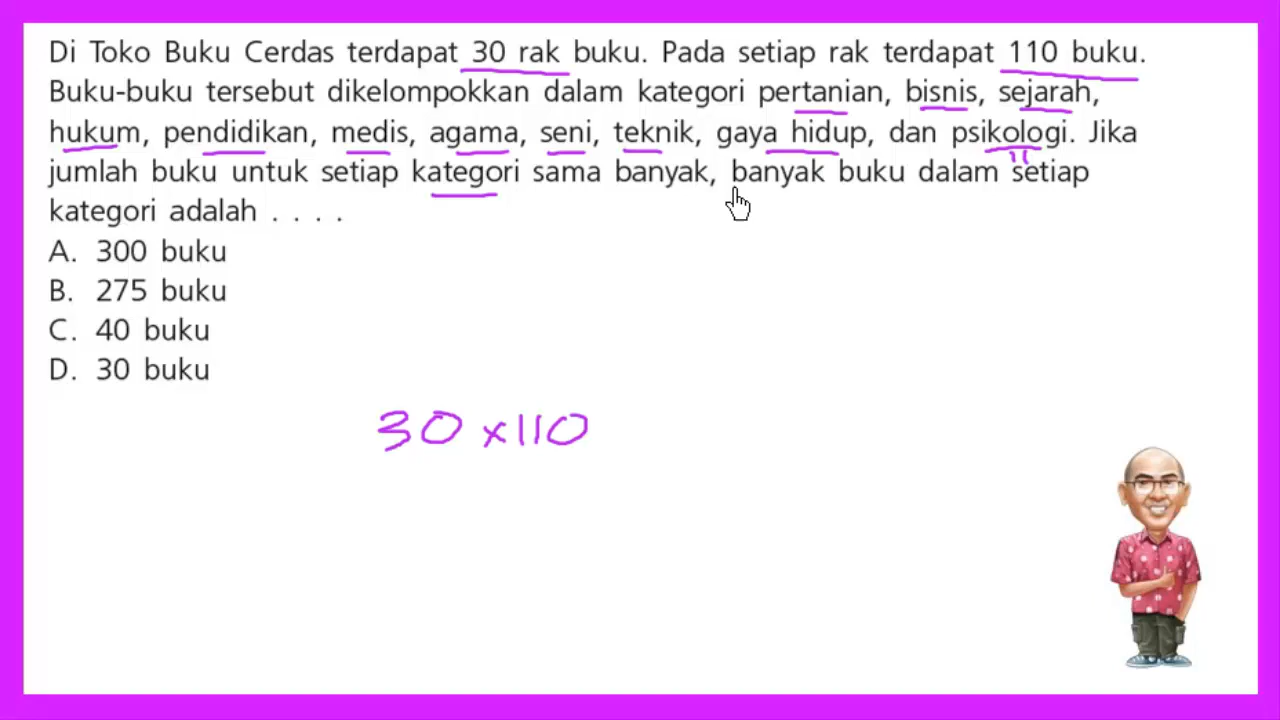 Di Toko Buku Cerdas terdapat 30 rak buku. Pada setiap rak terdapat 110 buku.
Buku-buku tersebut dikelompokkan dalam kategori pertanian, bisnis, sejarah,
hukum, pendidikan, medis, agama, seni, teknik, gaya hidup, dan psikologi. Jika
11
jumlah buku untuk setiap kategori sama banyak, banyak buku dalam setiap
kategori adalah . . . .
A. 300 buku
B. 275 buku
C. 40 buku
D. 30 buku
30 x 110